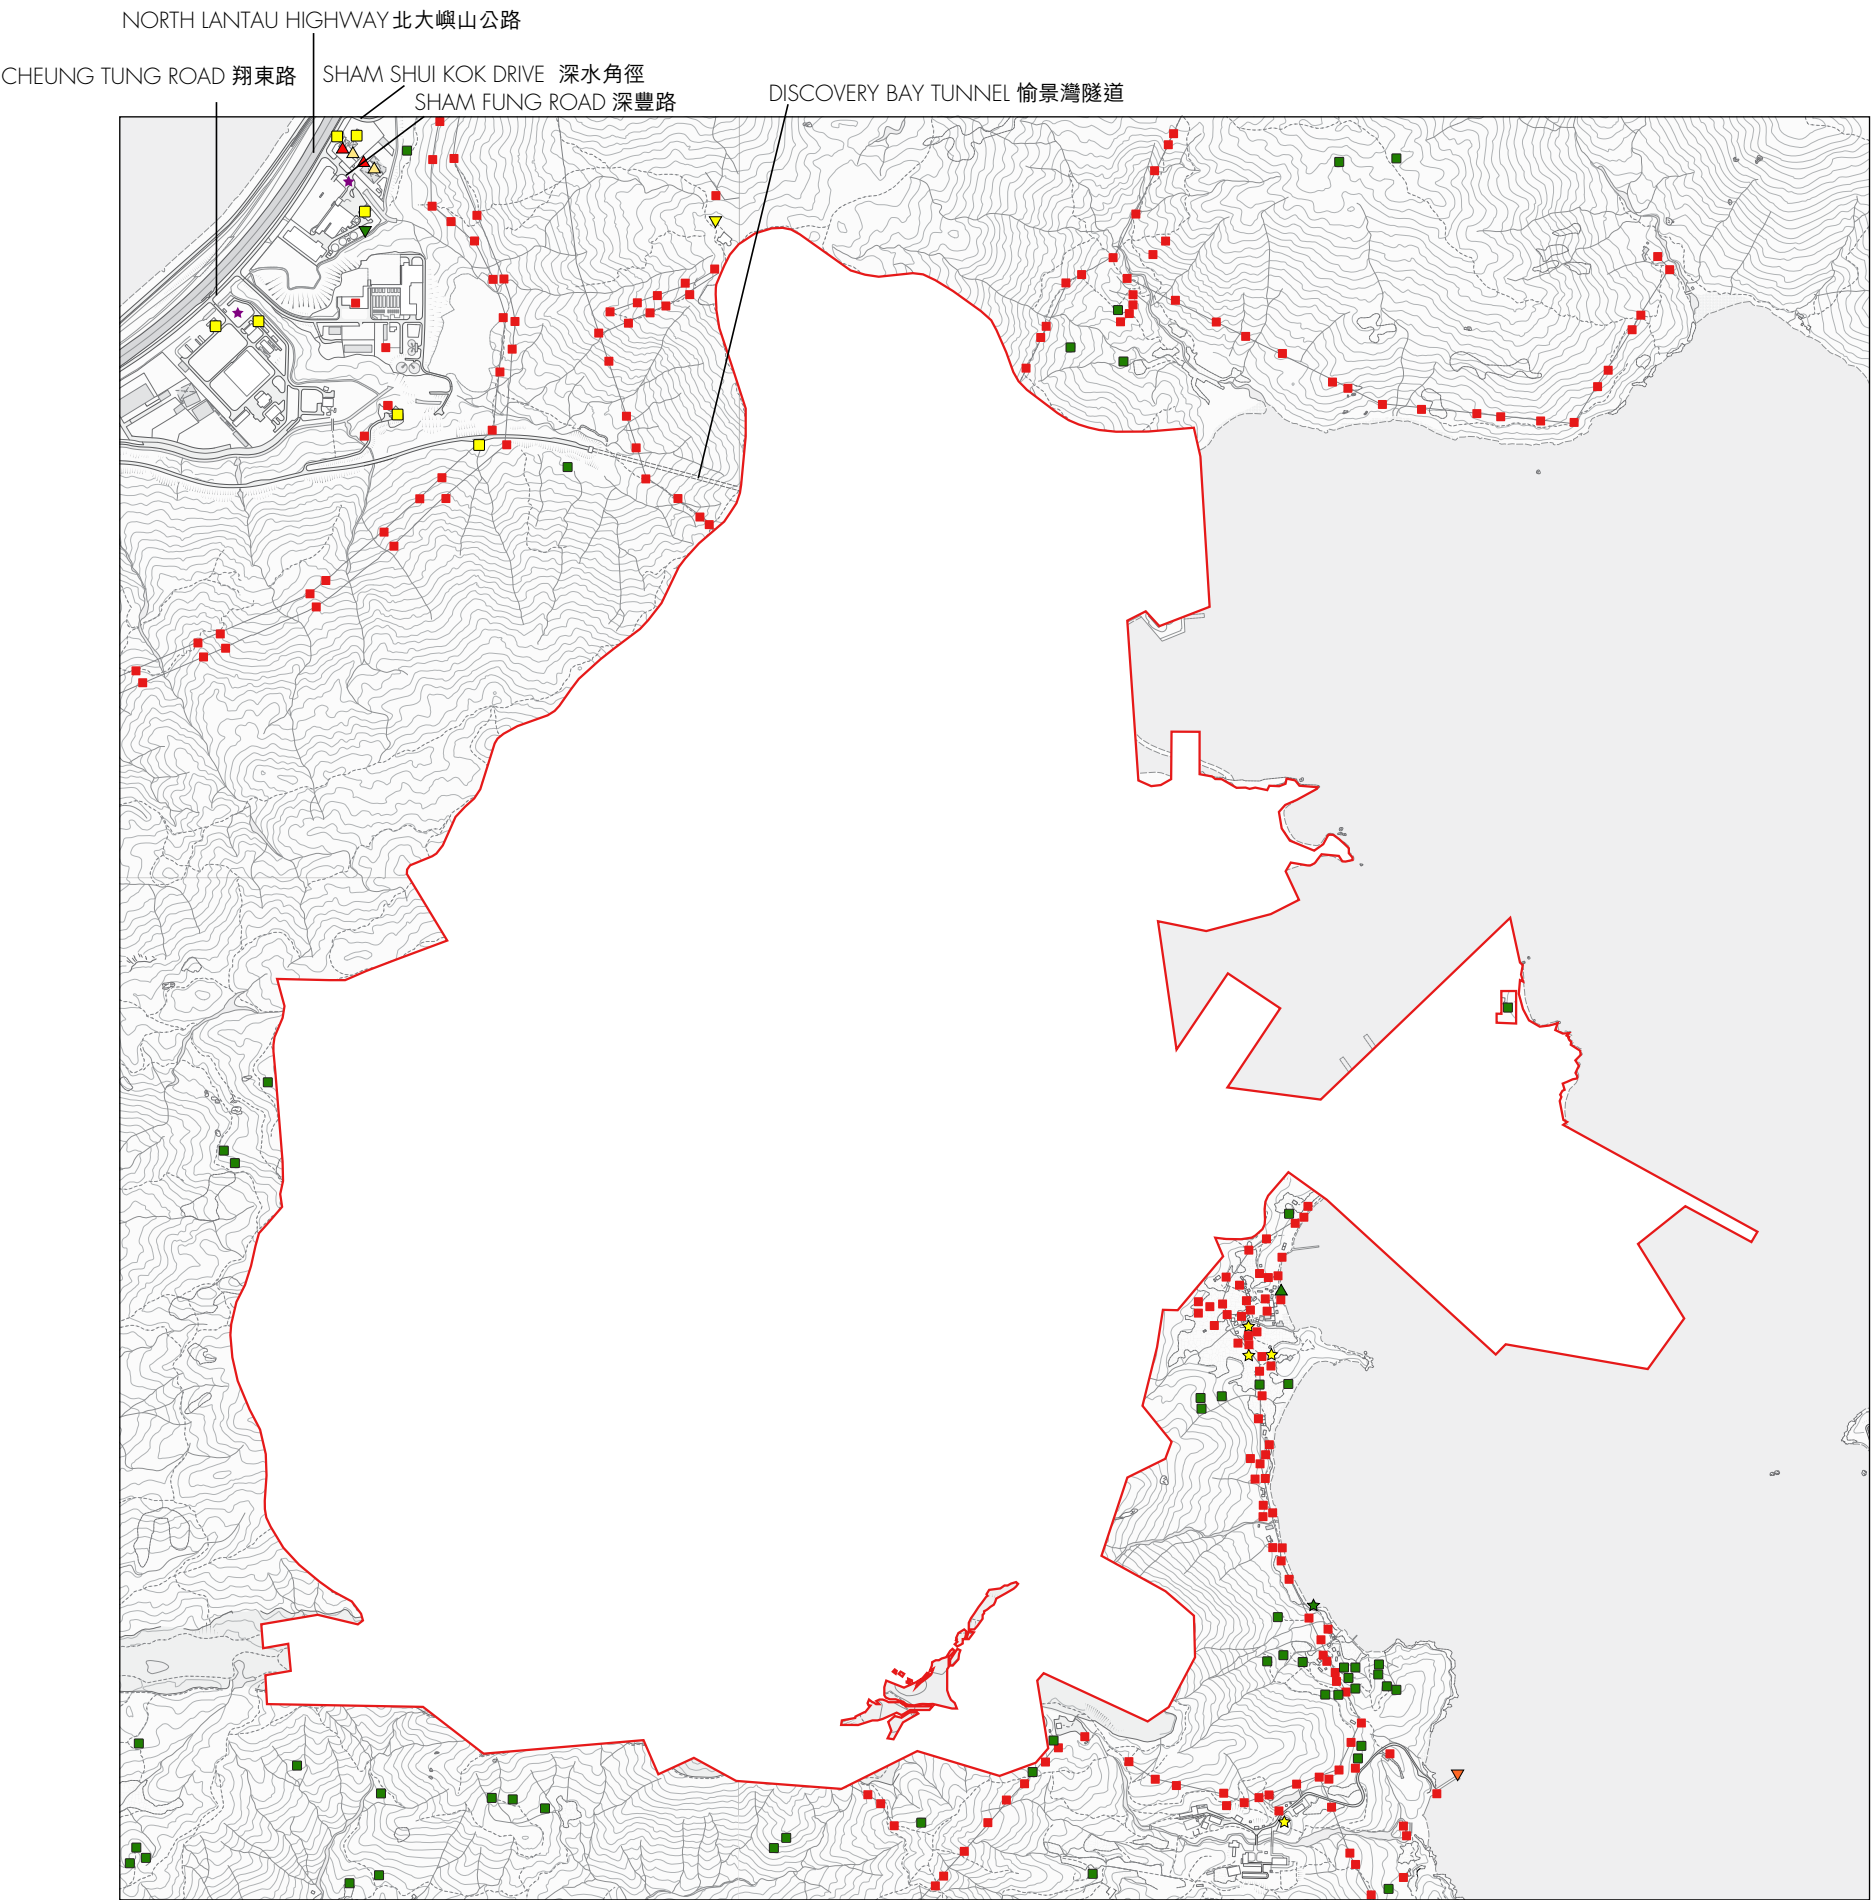 NORTH LANTAU HIGHWAY 北大嶼山公路
CHEUNG TUNG ROAD 翔東路
SHAM SHUI KOK DRIVE 深水角徑
SHAM FUNG ROAD 深豐路
DISCOVERY BAY TUNNEL 愉景灣隧道